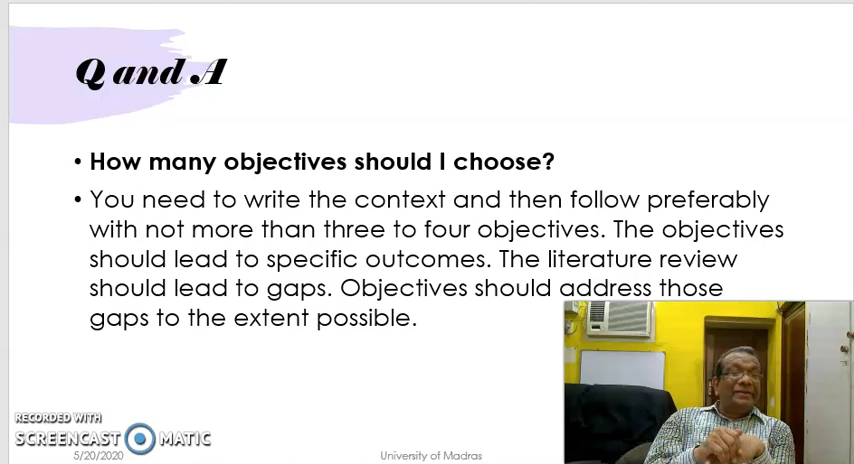 Q and A
• How many objectives should I choose?
• You need to write the context and then follow preferably
with not more than three to four objectives. The objectives
should lead to specific outcomes. The literature review
should lead to gaps. Objectives should address those
gaps to the extent possible.
RECORDED WITH
SCREENCAST MATIC
5/20/2020
University of Madras